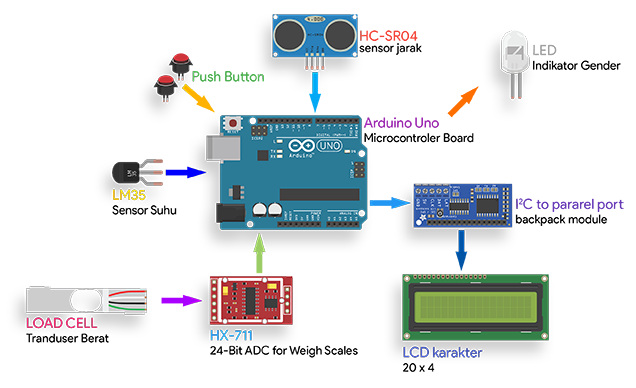 HC-SR04
sensor jarak
LED
Indikator Gender
Push Button
Arduino Uno
Microcontroler Board
UNO
Arduino
LM35
Sensor Suhu
I²C to pararel port
backpack module
LOAD CELL
Tranduser Berat
HX-711
24-Bit ADC for Weigh Scales
LCD karakter
20 x 4